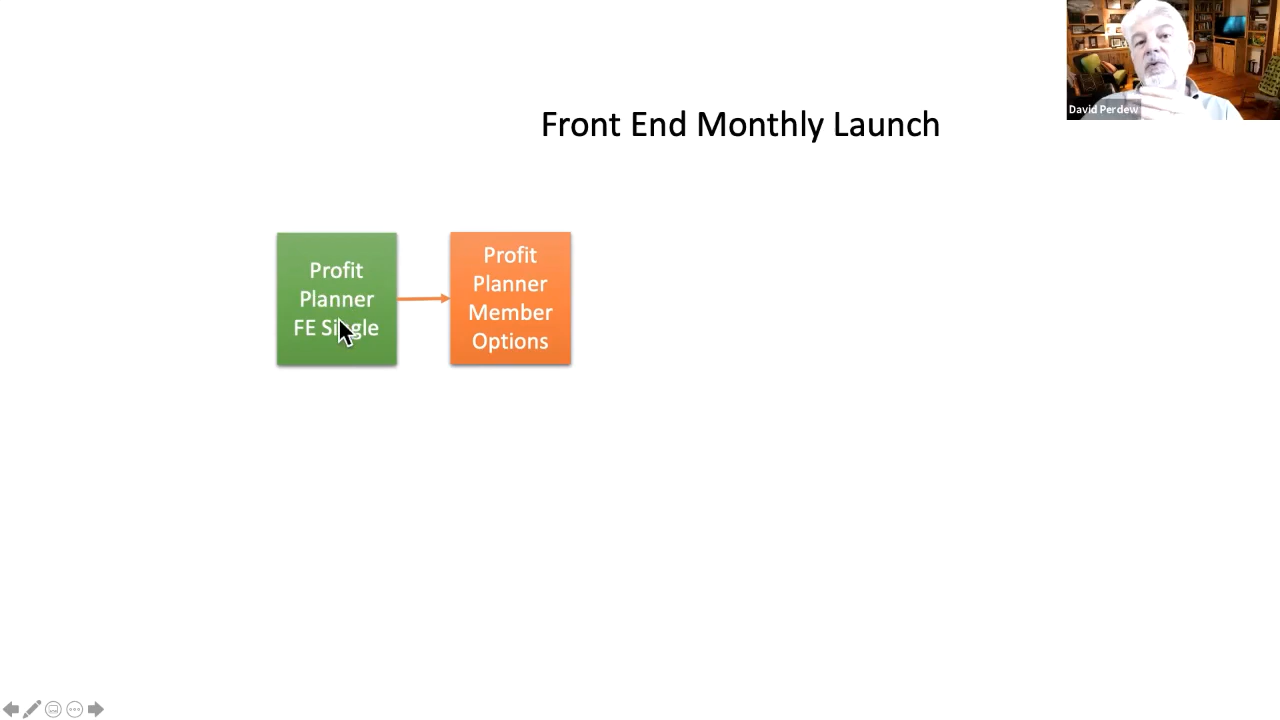 David Perdew
Front End Monthly Launch
Profit
Planner
FE Single
Profit
Planner
Member
Options